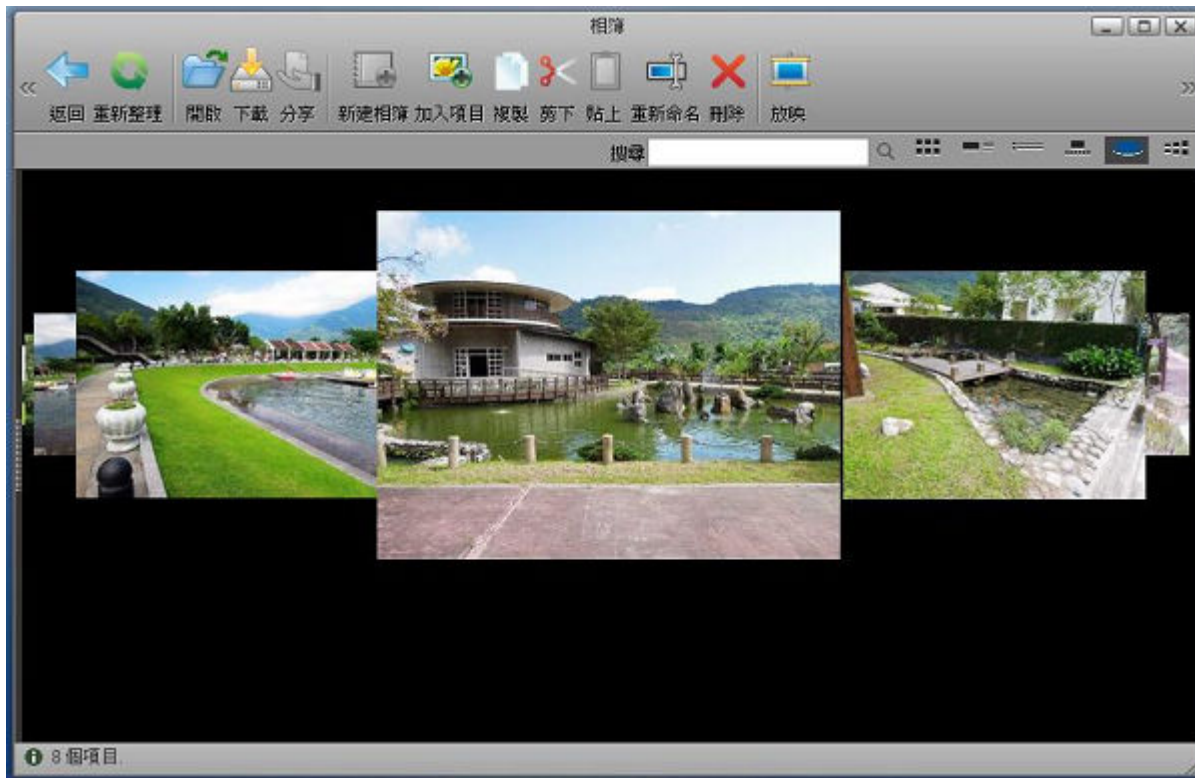 相簿
返回 重新整理 開啟 下載 分享 新建相簿 加入項目 複製 剪下 貼上 重新命名 刪除 放映
搜尋
8 個項目.